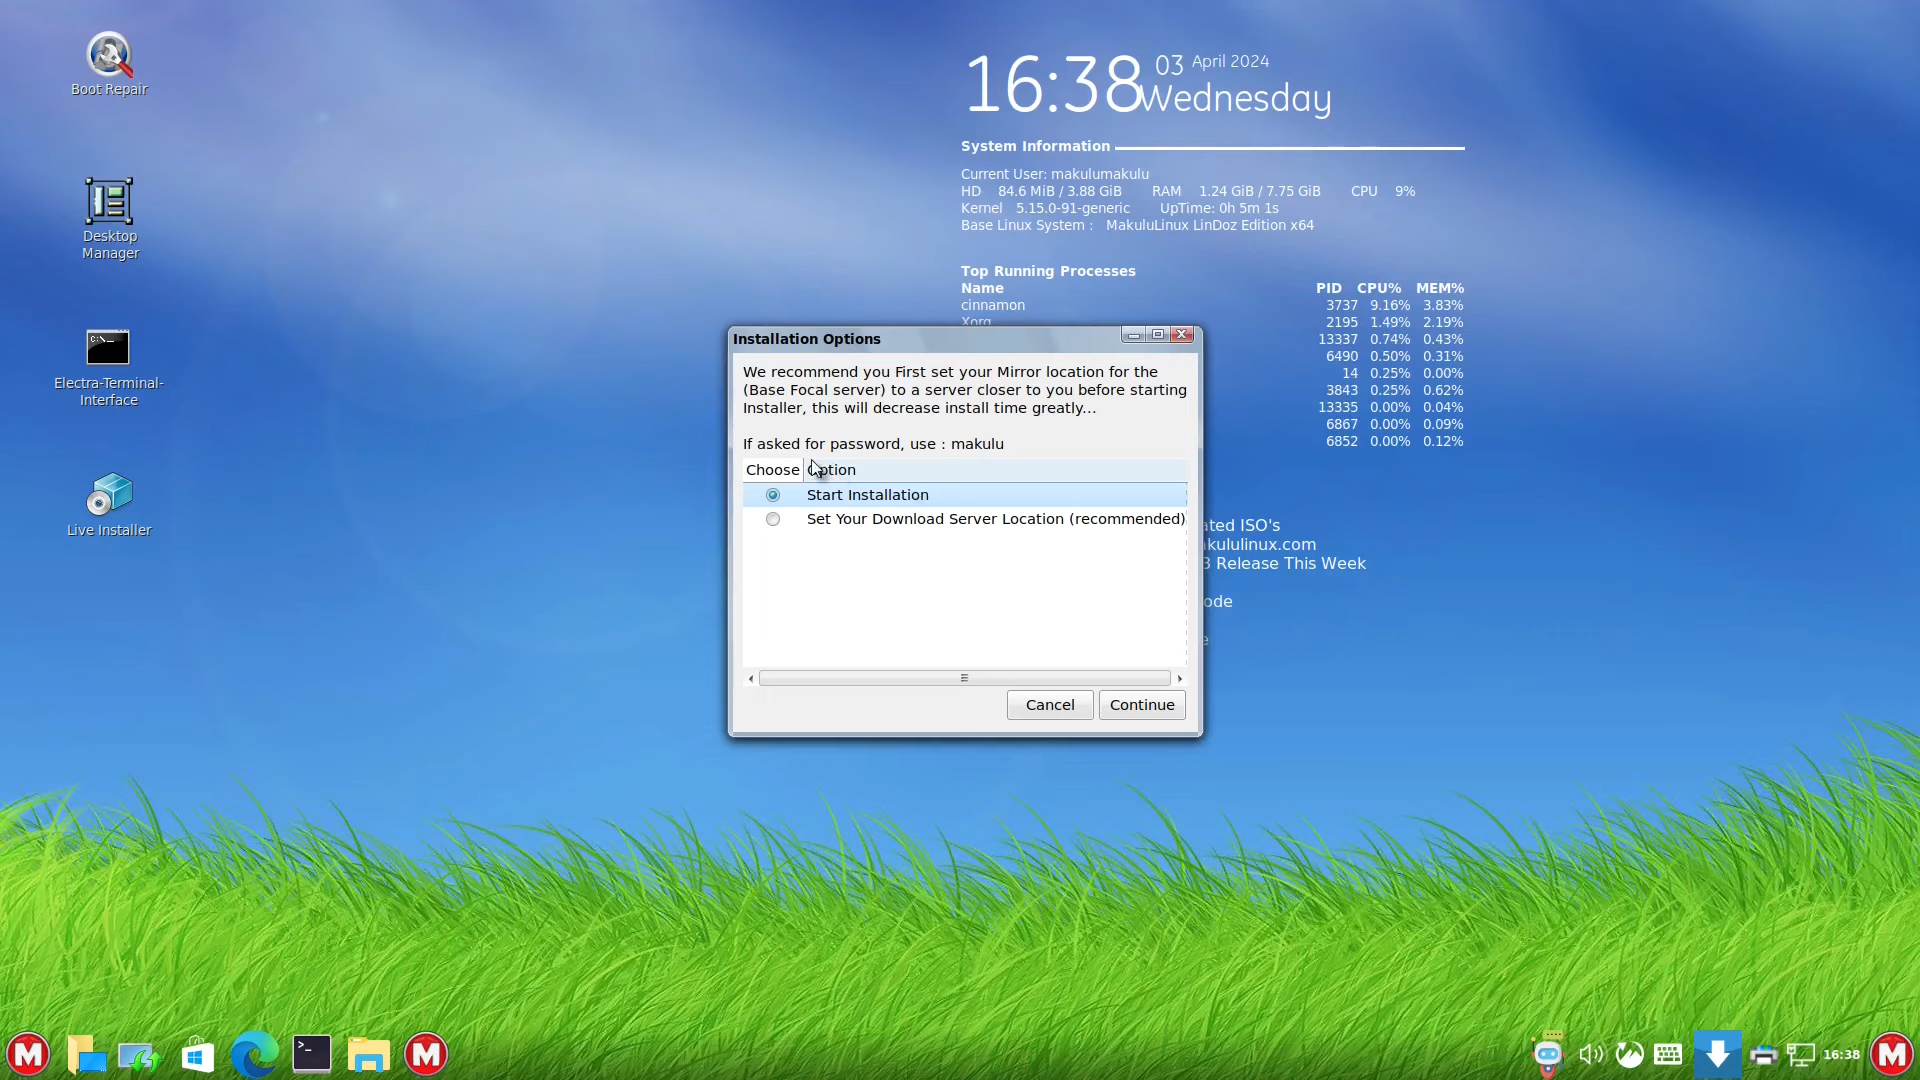 Boot Repair
Desktop
Manager
C:\
Electra-Terminal-
Interface
Live Installer
16:38 03 April 2024
Wednesday
System Information
Current User: makulumakulu
HD 84.6 MiB / 3.88 GiB RAM 1.24 GiB / 7.75 GiB CPU 9%
Kernel 5.15.0-91-generic UpTime: 0h 5m 1s
Base Linux System : MakuluLinux LinDoz Edition x64
Top Running Processes
Name PID CPU% MEM%
cinnamon 3737 9.16% 3.83%
Xorg 2195 1.49% 2.19%
13337 0.74% 0.43%
6490 0.50% 0.31%
14 0.25% 0.00%
3843 0.25% 0.62%
13335 0.00% 0.04%
6867 0.00% 0.09%
6852 0.00% 0.12%
ated ISO's
akululinux.com
3 Release This Week
ode
e
Installation Options
We recommend you First set your Mirror location for the
(Base Focal server) to a server closer to you before starting
Installer, this will decrease install time greatly...
If asked for password, use : makulu
Choose Option
Start Installation
Set Your Download Server Location (recommended)
Cancel Continue
M
>_
M
16:38
M